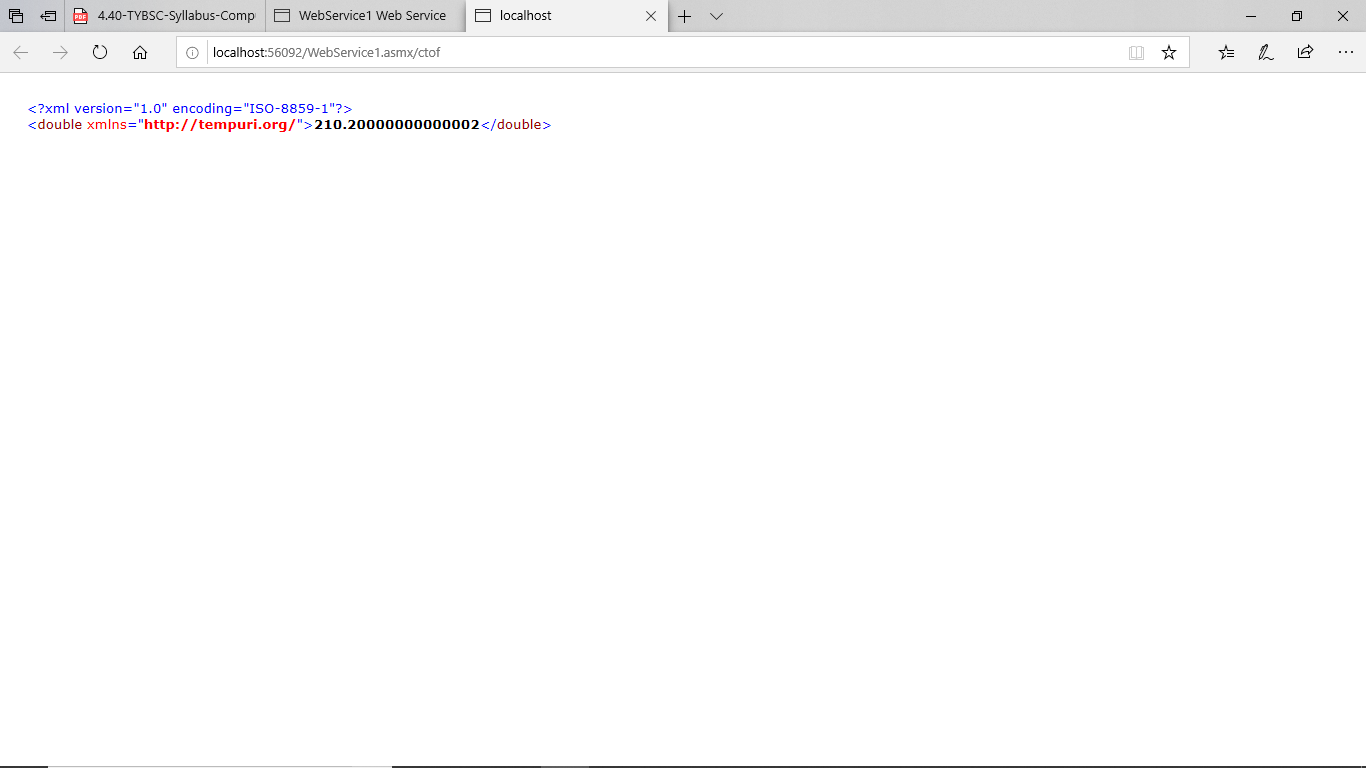 4.40-TYBSC-Syllabus-Comp
WebService1 Web Service
localhost
localhost:56092/WebService1.asmx/ctof
<?xml version="1.0" encoding="ISO-8859-1"?>
<double xmlns="http://tempuri.org/">210.20000000000002</double>